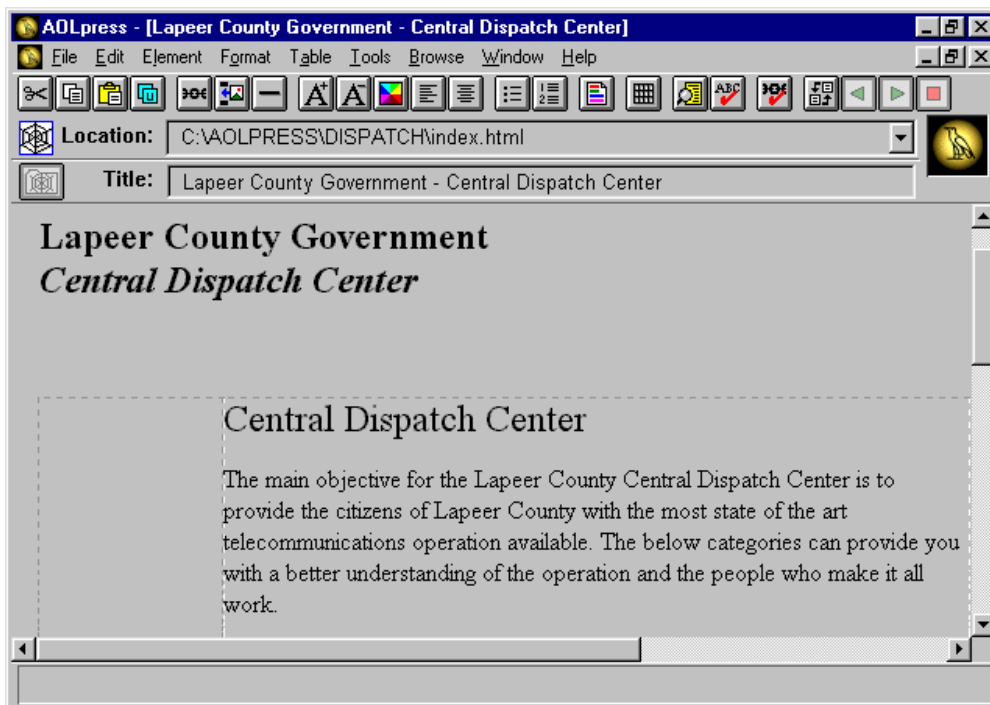 AOLpress - [Lapeer County Government - Central Dispatch Center]
File Edit Element Format Table Tools Browse Window Help
Location: C:\AOLPRESS\DISPATCH\index.html
Title: Lapeer County Government - Central Dispatch Center
Lapeer County Government
Central Dispatch Center
Central Dispatch Center
The main objective for the Lapeer County Central Dispatch Center is to
provide the citizens of Lapeer County with the most state of the art
telecommunications operation available. The below categories can provide you
with a better understanding of the operation and the people who make it all
work.